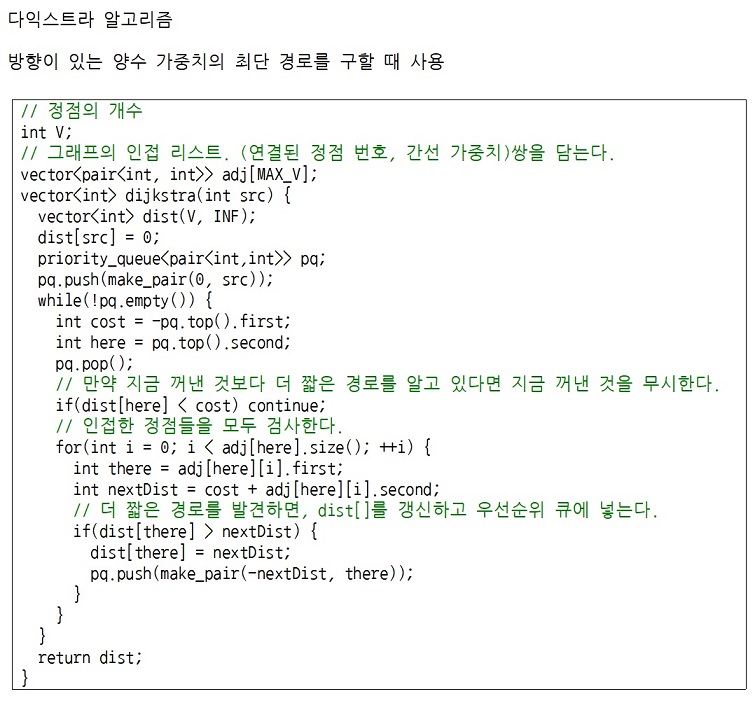 다익스트라 알고리즘
방향이 있는 양수 가중치의 최단 경로를 구할 때 사용
// 정점의 개수
int V;
// 그래프의 인접 리스트. (연결된 정점 번호, 간선 가중치)쌍을 담는다.
vector<pair<int, int>> adj[MAX_V];
vector<int> dijkstra(int src) {
  vector<int> dist(V, INF);
  dist[src] = 0;
  priority_queue<pair<int,int>> pq;
  pq.push(make_pair(0, src));
  while(!pq.empty()) {
    int cost = -pq.top().first;
    int here = pq.top().second;
    pq.pop();
    // 만약 지금 꺼낸 것보다 더 짧은 경로를 알고 있다면 지금 꺼낸 것을 무시한다.
    if(dist[here] < cost) continue;
    // 인접한 정점들을 모두 검사한다.
    for(int i = 0; i < adj[here].size(); ++i) {
      int there = adj[here][i].first;
      int nextDist = cost + adj[here][i].second;
      // 더 짧은 경로를 발견하면, dist[]를 갱신하고 우선순위 큐에 넣는다.
      if(dist[there] > nextDist) {
        dist[there] = nextDist;
        pq.push(make_pair(-nextDist, there));
      }
    }
  }
  return dist;
}